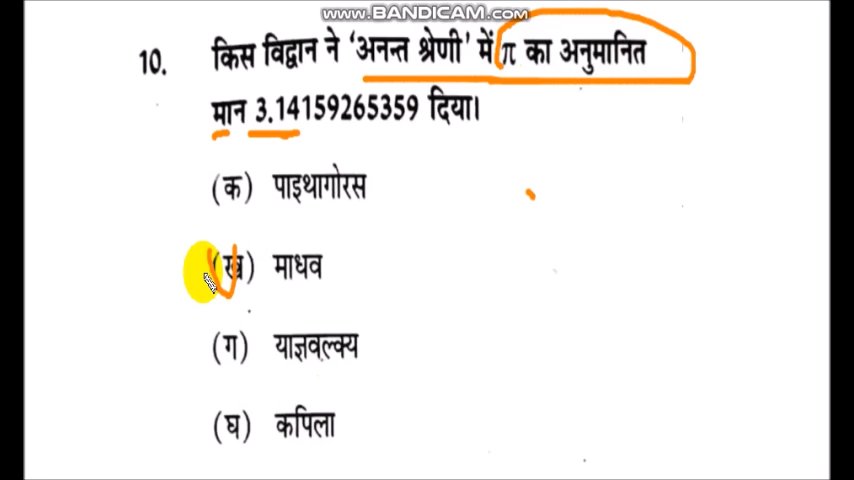 www.BANDICAM.com
10. किस विद्वान ने ‘अनन्त श्रेणी’ में π का अनुमानित
मान 3.14159265359 दिया।
(क) पाइथागोरस
(ख) माधव
(ग) याज्ञवल्क्य
(घ) कपिला